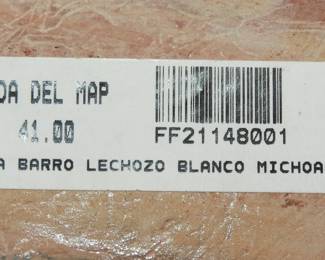 DA DEL MAP
41.00
FF21148001
A BARRO LECHOZO BLANCO MICHOA